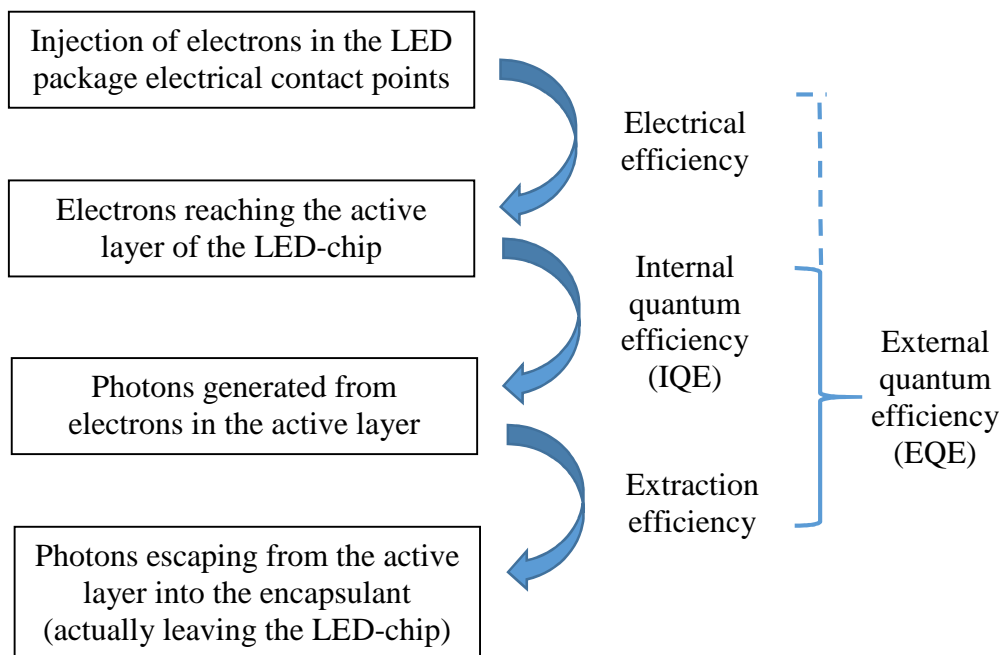 Injection of electrons in the LED
package electrical contact points
Electrical
efficiency
Electrons reaching the active
layer of the LED-chip
Internal
quantum
efficiency
(IQE)
External
quantum
efficiency
(EQE)
Photons generated from
electrons in the active layer
Extraction
efficiency
Photons escaping from the active
layer into the encapsulant
(actually leaving the LED-chip)